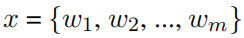 x = {w₁, w₂, ..., wₘ}